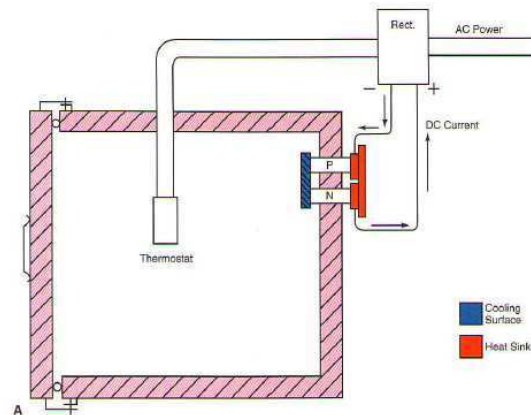 Rect.
AC Power
− +
DC Current
P
N
Thermostat
Cooling
Surface
Heat Sink
A